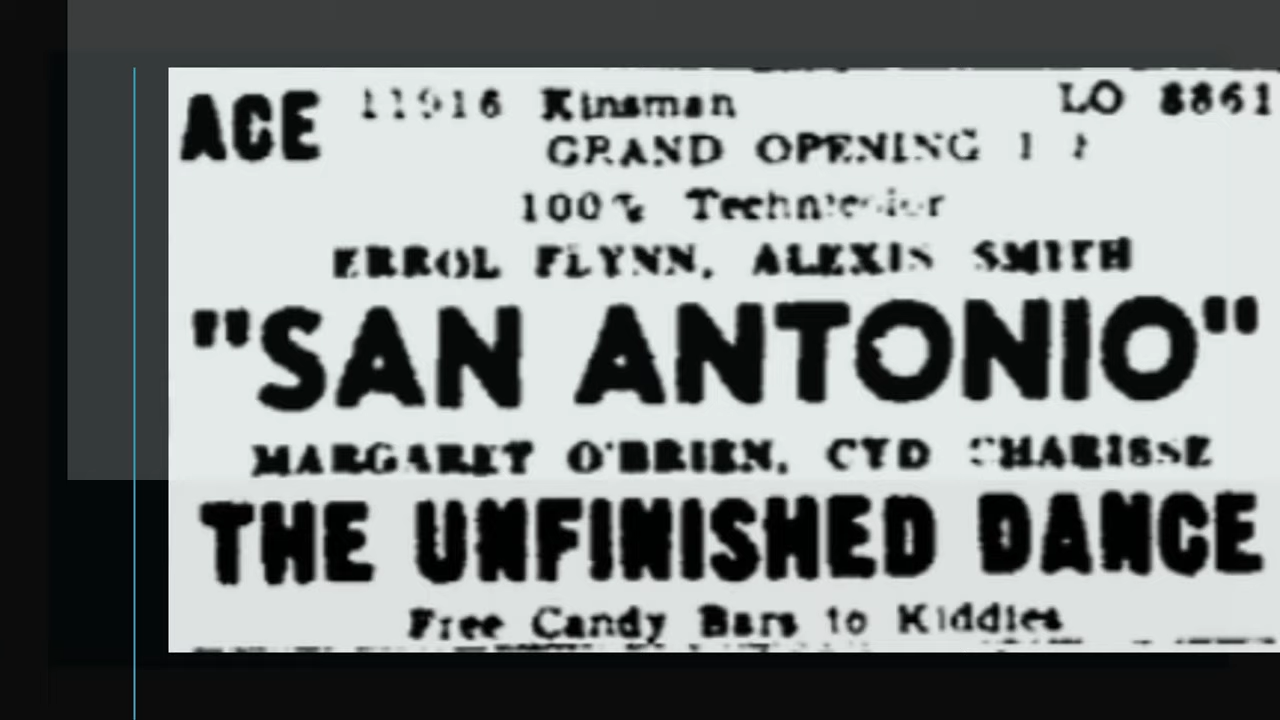 ACE 11916 Kinsman LO 8861
GRAND OPENING ! !
100% Technicolor
ERROL FLYNN, ALEXIS SMITH
"SAN ANTONIO"
MARGARET O'BRIEN, CYD CHARISSE
THE UNFINISHED DANCE
Free Candy Bars to Kiddies